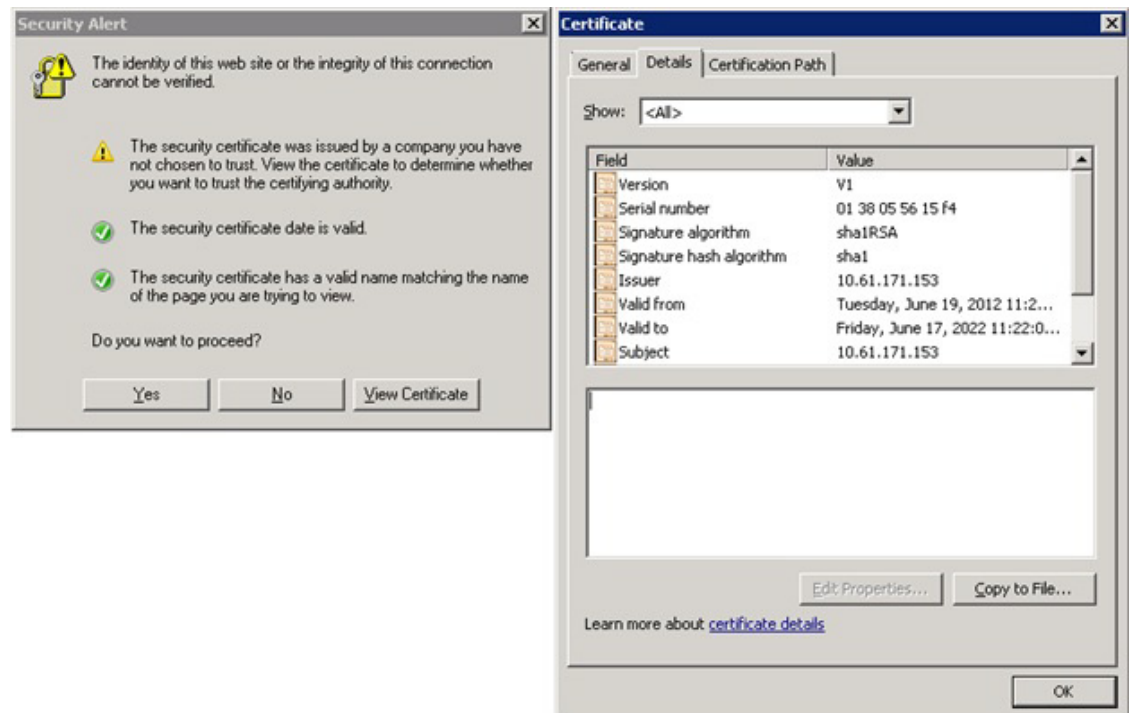 Security Alert
The identity of this web site or the integrity of this connection
cannot be verified.
The security certificate was issued by a company you have
not chosen to trust. View the certificate to determine whether
you want to trust the certifying authority.
The security certificate date is valid.
The security certificate has a valid name matching the name
of the page you are trying to view.
Do you want to proceed?
Yes No View Certificate
Certificate
General Details Certification Path
Show: <All>
Field Value
Version V1
Serial number 01 38 05 56 15 f4
Signature algorithm sha1RSA
Signature hash algorithm sha1
Issuer 10.61.171.153
Valid from Tuesday, June 19, 2012 11:2...
Valid to Friday, June 17, 2022 11:22:0...
Subject 10.61.171.153
Edit Properties... Copy to File...
Learn more about certificate details
OK